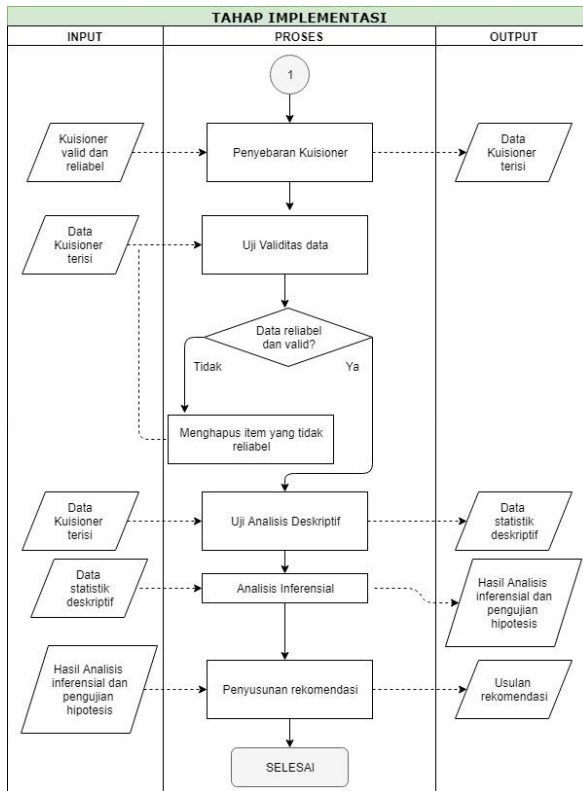 TAHAP IMPLEMENTASI
INPUT
PROSES
OUTPUT
1
Kuisioner
valid dan
reliabel
Penyebaran Kuisioner
Data
Kuisioner
terisi
Data
Kuisioner
terisi
Uji Validitas data
Data reliabel
dan valid?
Tidak
Ya
Menghapus item yang tidak
reliabel
Data
Kuisioner
terisi
Uji Analisis Deskriptif
Data
statistik
deskriptif
Data
statistik
deskriptif
Analisis Inferensial
Hasil Analisis
inferensial dan
pengujian
hipotesis
Hasil Analisis
inferensial dan
pengujian
hipotesis
Penyusunan rekomendasi
Usulan
rekomendasi
SELESAI